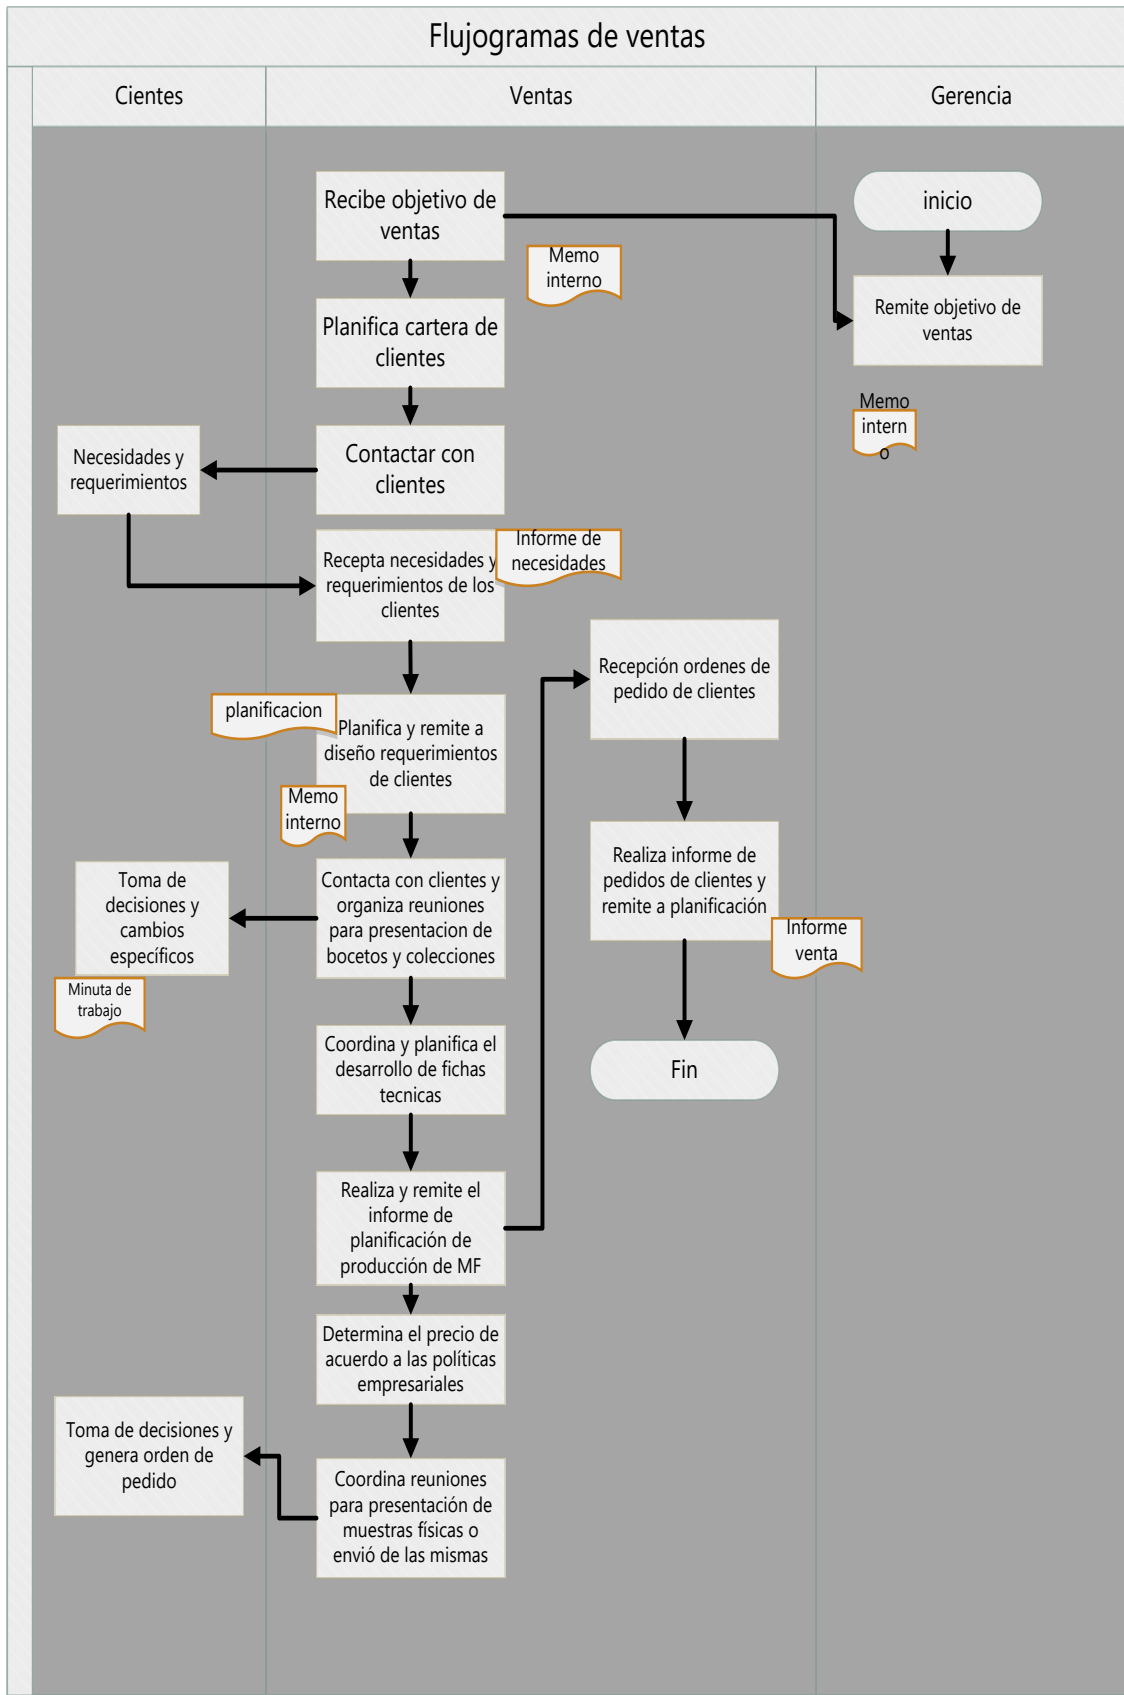 Flujogramas de ventas
Cientes
Ventas
Gerencia
Recibe objetivo de
ventas
Memo
interno
inicio
Remite objetivo de
ventas
Memo
intern
o
Planifica cartera de
clientes
Contactar con
clientes
Necesidades y
requerimientos
Informe de
necesidades
Recepta necesidades y
requerimientos de los
clientes
planificacion
Planifica y remite a
diseño requerimientos
de clientes
Memo
interno
Contacta con clientes y
organiza reuniones
para presentacion de
bocetos y colecciones
Toma de
decisiones y
cambios
específicos
Minuta de
trabajo
Coordina y planifica el
desarrollo de fichas
tecnicas
Realiza y remite el
informe de
planificación de
producción de MF
Determina el precio de
acuerdo a las políticas
empresariales
Coordina reuniones
para presentación de
muestras físicas o
envió de las mismas
Toma de decisiones y
genera orden de
pedido
Recepción ordenes de
pedido de clientes
Realiza informe de
pedidos de clientes y
remite a planificación
Informe
venta
Fin